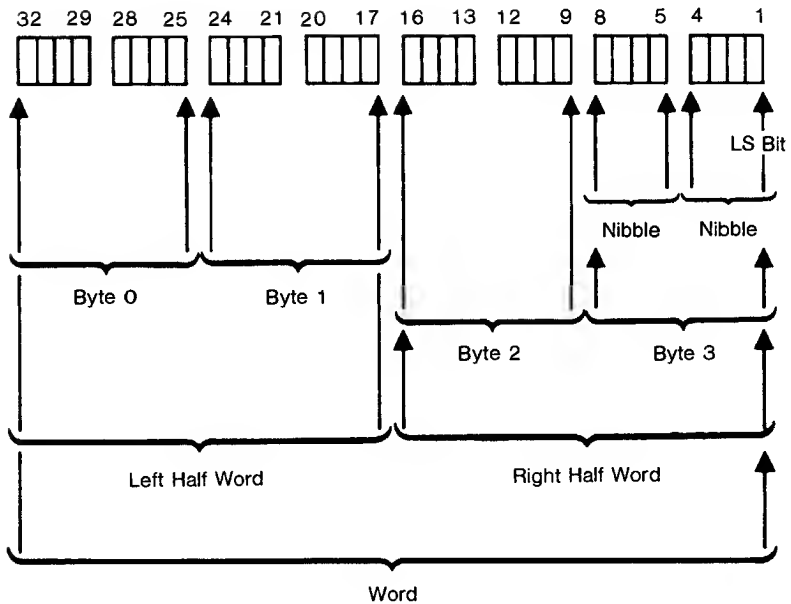 32 29 28 25 24 21 20 17 16 13 12 9 8 5 4 1
LS Bit
Nibble Nibble
Byte 0 Byte 1
Byte 2 Byte 3
Left Half Word Right Half Word
Word